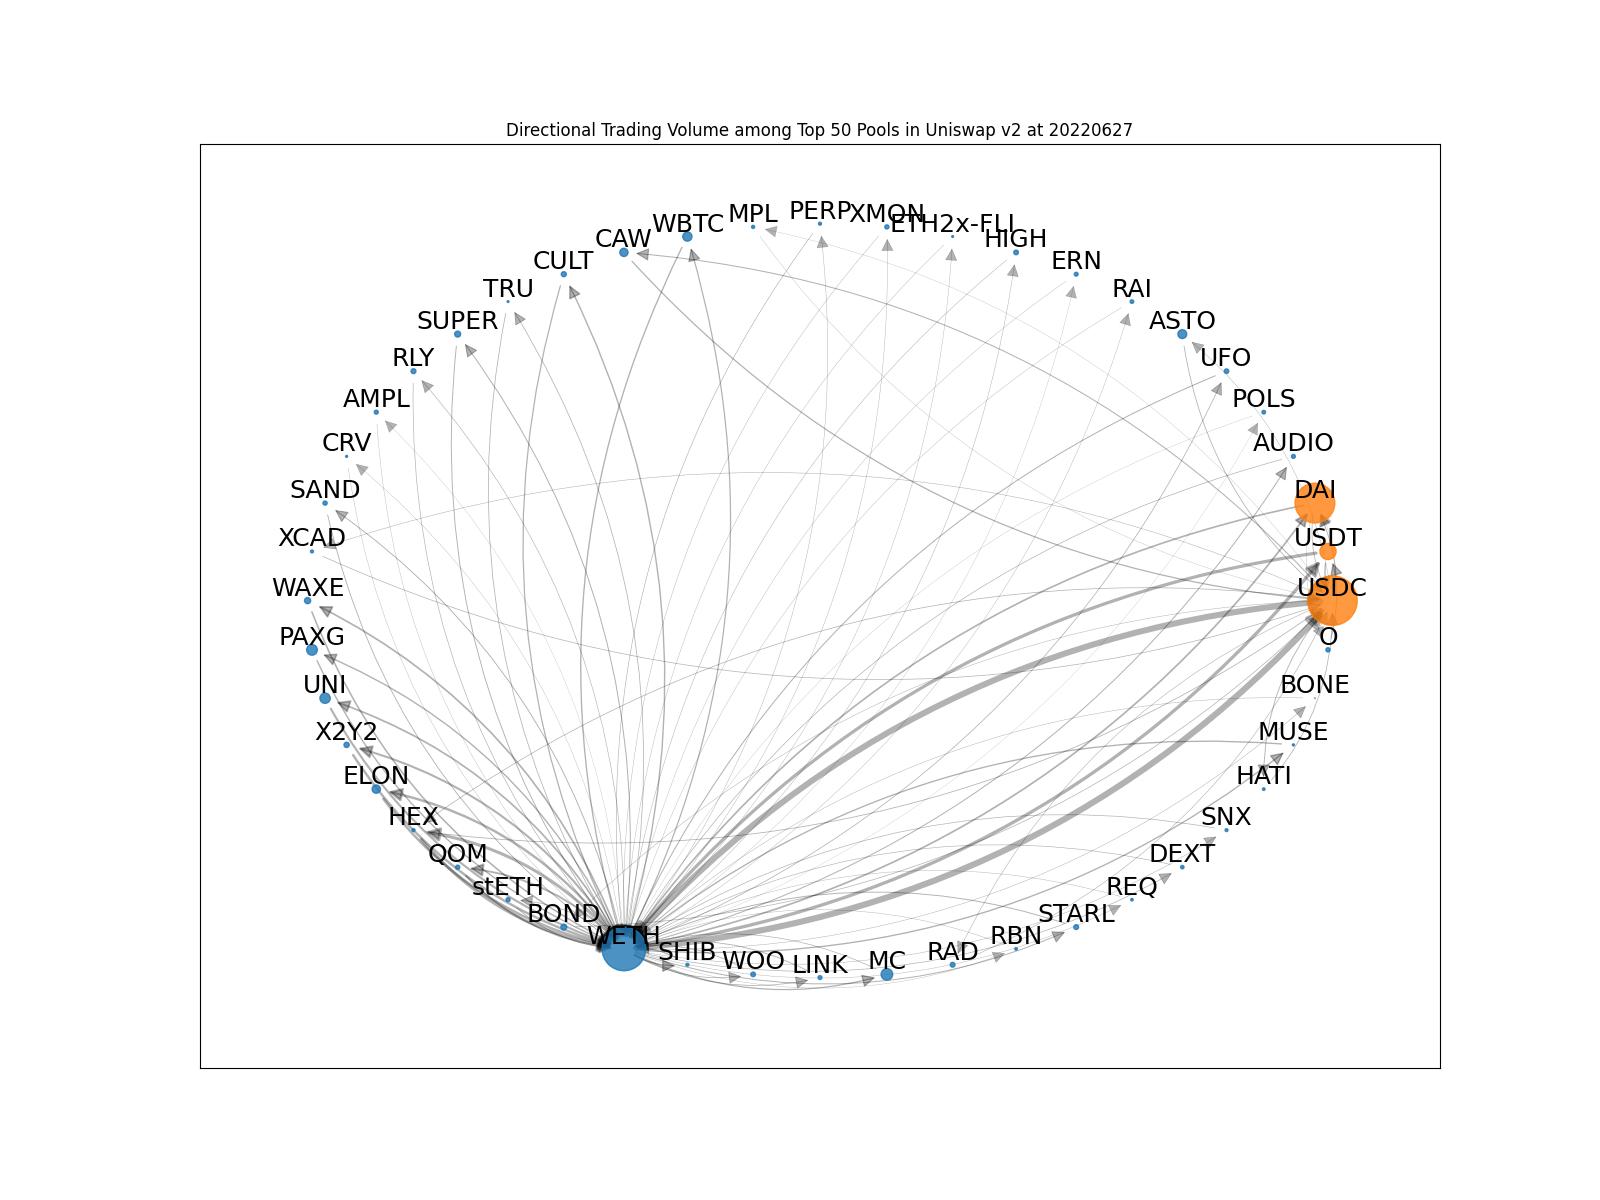 Directional Trading Volume among Top 50 Pools in Uniswap v2 at 20220627
MPL
PERP
XMON
WBTC
ETH2x-FLI
CAW
HIGH
CULT
ERN
TRU
RAI
SUPER
ASTO
RLY
UFO
AMPL
POLS
CRV
AUDIO
SAND
DAI
XCAD
USDT
WAXE
USDC
PAXG
O
UNI
BONE
X2Y2
MUSE
ELON
HATI
HEX
SNX
QOM
DEXT
stETH
REQ
BOND
STARL
WETH
RBN
SHIB
RAD
WOO
MC
LINK